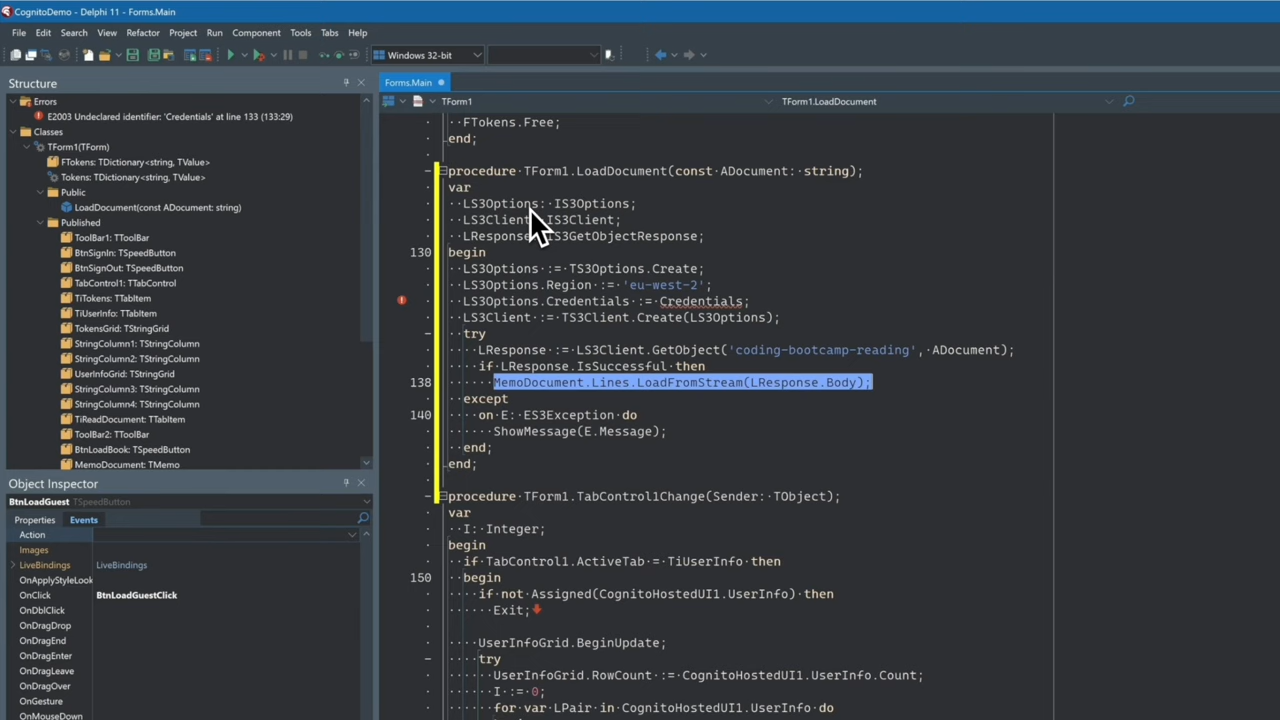 CognitoDemo - Delphi 11 - Forms.Main
File Edit Search View Refactor Project Run Component Tools Tabs Help
Windows 32-bit
Structure
Forms.Main
Errors
E2003 Undeclared identifier: 'Credentials' at line 133 (133:29)
Classes
TForm1(TForm)
FTokens: TDictionary<string, TValue>
Tokens: TDictionary<string, TValue>
Public
LoadDocument(const ADocument: string)
Published
ToolBar1: TToolBar
BtnSignIn: TSpeedButton
BtnSignOut: TSpeedButton
TabControl1: TTabControl
TiTokens: TTabItem
TiUserInfo: TTabItem
TokensGrid: TStringGrid
StringColumn1: TStringColumn
StringColumn2: TStringColumn
UserInfoGrid: TStringGrid
StringColumn3: TStringColumn
StringColumn4: TStringColumn
TiReadDocument: TTabItem
ToolBar2: TToolBar
BtnLoadBook: TSpeedButton
MemoDocument: TMemo
Object Inspector
BtnLoadGuest TSpeedButton
Properties Events
Action
Images
LiveBindings LiveBindings
OnApplyStyleLook
OnClick BtnLoadGuestClick
OnDblClick
OnDragDrop
OnDragEnd
OnDragEnter
OnDragLeave
OnDragOver
OnGesture
OnMouseDown
TForm1 TForm1.LoadDocument
FTokens.Free;
end;
procedure TForm1.LoadDocument(const ADocument: string);
var
LS3Options: IS3Options;
LS3Client: IS3Client;
LResponse: IS3GetObjectResponse;
130 begin
LS3Options := TS3Options.Create;
LS3Options.Region := 'eu-west-2';
LS3Options.Credentials := Credentials;
LS3Client := TS3Client.Create(LS3Options);
try
LResponse := LS3Client.GetObject('coding-bootcamp-reading', ADocument);
if LResponse.IsSuccessful then
138 MemoDocument.Lines.LoadFromStream(LResponse.Body);
except
140 on E: ES3Exception do
ShowMessage(E.Message);
end;
end;
procedure TForm1.TabControl1Change(Sender: TObject);
var
I: Integer;
begin
if TabControl1.ActiveTab = TiUserInfo then
150 begin
if not Assigned(CognitoHostedUI1.UserInfo) then
Exit;
UserInfoGrid.BeginUpdate;
try
UserInfoGrid.RowCount := CognitoHostedUI1.UserInfo.Count;
I := 0;
for var LPair in CognitoHostedUI1.UserInfo do